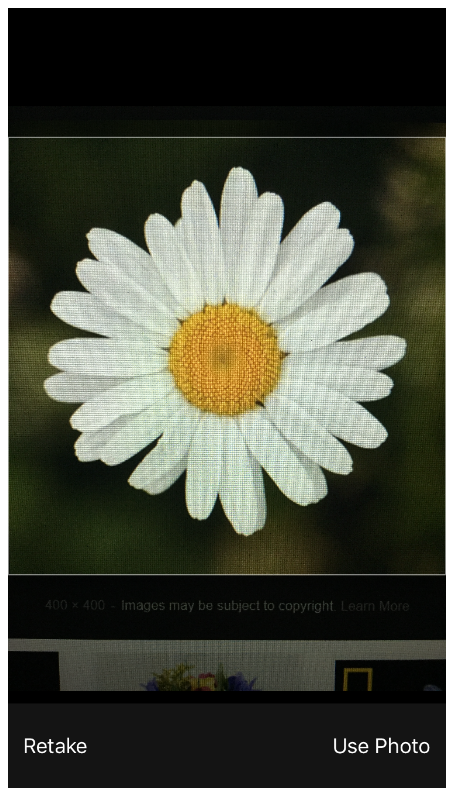 400 × 400 - Images may be subject to copyright. Learn More
Retake
Use Photo